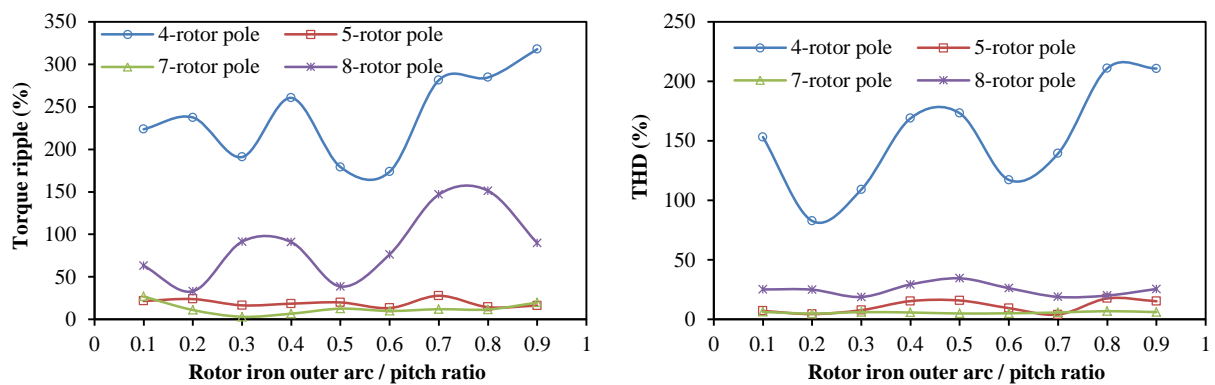 350
300
250
200
150
100
50
0
Torque ripple (%)
4-rotor pole
5-rotor pole
7-rotor pole
8-rotor pole
0 0.1 0.2 0.3 0.4 0.5 0.6 0.7 0.8 0.9 1
Rotor iron outer arc / pitch ratio
250
200
150
100
50
0
THD (%)
4-rotor pole
5-rotor pole
7-rotor pole
8-rotor pole
0 0.1 0.2 0.3 0.4 0.5 0.6 0.7 0.8 0.9 1
Rotor iron outer arc / pitch ratio